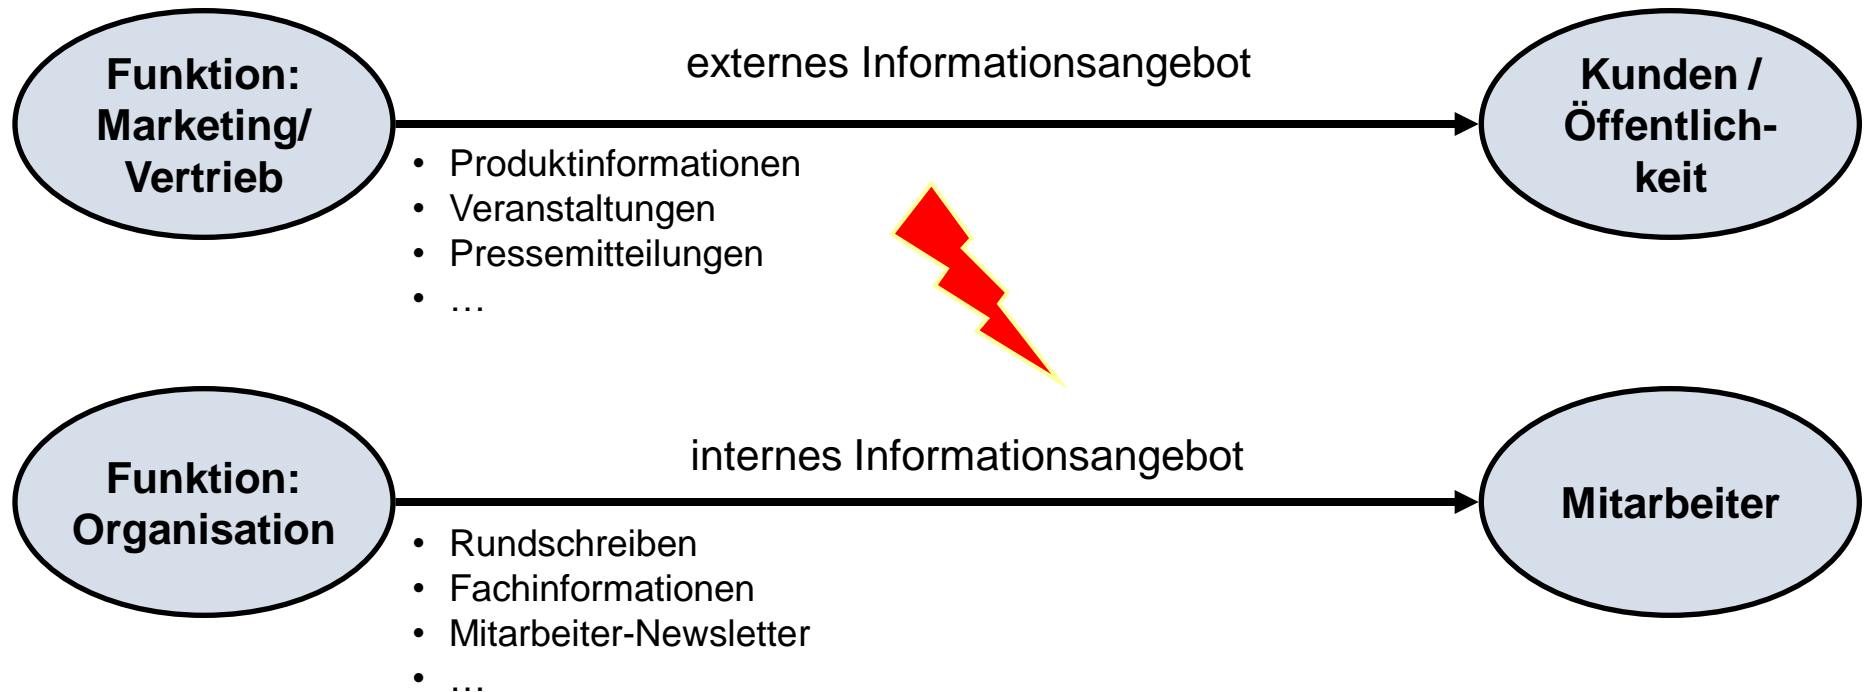 Funktion:
Marketing/
Vertrieb
externes Informationsangebot
Kunden /
Öffentlich-
keit
• Produktinformationen
• Veranstaltungen
• Pressemitteilungen
• …
Funktion:
Organisation
internes Informationsangebot
Mitarbeiter
• Rundschreiben
• Fachinformationen
• Mitarbeiter-Newsletter
• …